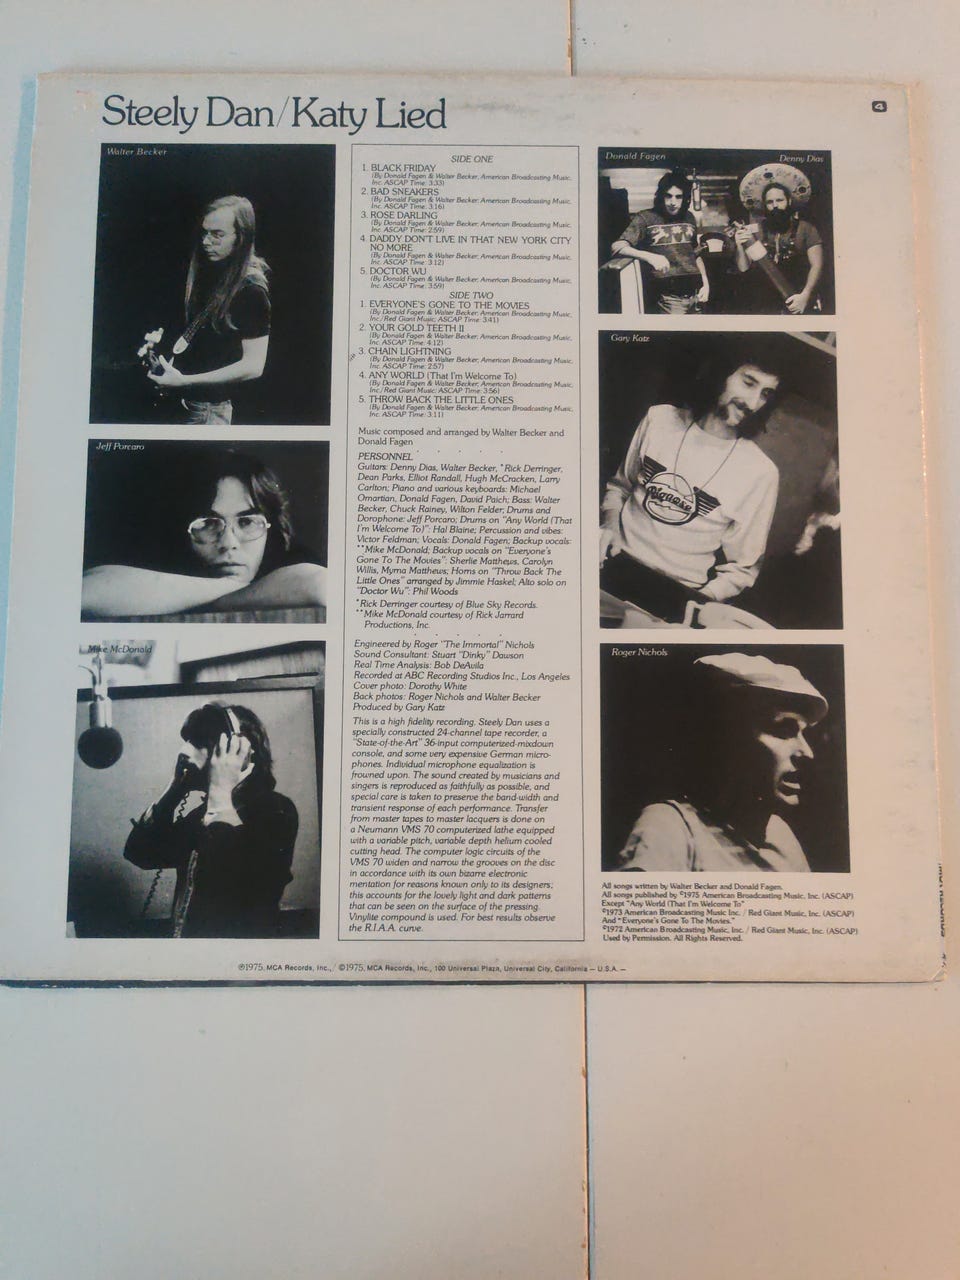 Steely Dan/Katy Lied
4
Walter Becker
Jeff Porcaro
Mike McDonald
SIDE ONE
1. BLACK FRIDAY
(By Donald Fagen & Walter Becker; American Broadcasting Music,
Inc. ASCAP Time: 3:33)
2. BAD SNEAKERS
(By Donald Fagen & Walter Becker; American Broadcasting Music,
Inc. ASCAP Time: 3:16)
3. ROSE DARLING
(By Donald Fagen & Walter Becker; American Broadcasting Music,
Inc. ASCAP Time: 2:59)
4. DADDY DON'T LIVE IN THAT NEW YORK CITY
NO MORE
(By Donald Fagen & Walter Becker; American Broadcasting Music,
Inc. ASCAP Time: 3:12)
5. DOCTOR WU
(By Donald Fagen & Walter Becker; American Broadcasting Music,
Inc. ASCAP Time: 3:59)
SIDE TWO
1. EVERYONE'S GONE TO THE MOVIES
(By Donald Fagen & Walter Becker; American Broadcasting Music,
Inc./Red Giant Music; ASCAP Time: 3:41)
2. YOUR GOLD TEETH II
(By Donald Fagen & Walter Becker; American Broadcasting Music,
Inc. ASCAP Time: 4:12)
3. CHAIN LIGHTNING
(By Donald Fagen & Walter Becker; American Broadcasting Music,
Inc. ASCAP Time: 2:57)
4. ANY WORLD (That I'm Welcome To)
(By Donald Fagen & Walter Becker; American Broadcasting Music,
Inc./Red Giant Music; ASCAP Time: 3:56)
5. THROW BACK THE LITTLE ONES
(By Donald Fagen & Walter Becker; American Broadcasting Music,
Inc. ASCAP Time: 3:11)
Music composed and arranged by Walter Becker and
Donald Fagen
PERSONNEL
Guitars: Denny Dias, Walter Becker, *Rick Derringer,
Dean Parks, Elliot Randall, Hugh McCracken, Larry
Carlton; Piano and various keyboards: Michael
Omartian, Donald Fagen, David Paich; Bass: Walter
Becker, Chuck Rainey, Wilton Felder; Drums and
Dorophone: Jeff Porcaro; Drums on "Any World (That
I'm Welcome To)": Hal Blaine; Percussion and vibes:
Victor Feldman; Vocals: Donald Fagen; Backup vocals:
**Mike McDonald; Backup vocals on "Everyone's
Gone To The Movies": Sherlie Matthews, Carolyn
Willis, Myrna Matthews; Horns on "Throw Back The
Little Ones" arranged by Jimmie Haskel; Alto solo on
"Doctor Wu": Phil Woods
*Rick Derringer courtesy of Blue Sky Records.
**Mike McDonald courtesy of Rick Jarrard
Productions, Inc.
Engineered by Roger "The Immortal" Nichols
Sound Consultant: Stuart "Dinky" Dawson
Real Time Analysis: Bob DeAvila
Recorded at ABC Recording Studios Inc., Los Angeles
Cover photo: Dorothy White
Back photos: Roger Nichols and Walter Becker
Produced by Gary Katz
This is a high fidelity recording. Steely Dan uses a
specially constructed 24-channel tape recorder, a
"State-of-the-Art" 36-input computerized-mixdown
console, and some very expensive German micro-
phones. Individual microphone equalization is
frowned upon. The sound created by musicians and
singers is reproduced as faithfully as possible, and
special care is taken to preserve the band-width and
transient response of each performance. Transfer
from master tapes to master lacquers is done on
a Neumann VMS 70 computerized lathe equipped
with a variable pitch, variable depth helium cooled
cutting head. The computer logic circuits of the
VMS 70 widen and narrow the grooves on the disc
in accordance with its own bizarre electronic
mentation for reasons known only to its designers;
this accounts for the lovely light and dark patterns
that can be seen on the surface of the pressing.
Vinylite compound is used. For best results observe
the R.I.A.A. curve.
Donald Fagen
Denny Dias
Gary Katz
Roger Nichols
All songs written by Walter Becker and Donald Fagen.
All songs published by ©1975 American Broadcasting Music, Inc. (ASCAP)
Except "Any World (That I'm Welcome To"
©1973 American Broadcasting Music Inc. / Red Giant Music, Inc. (ASCAP)
And "Everyone's Gone To The Movies."
©1972 American Broadcasting Music, Inc. / Red Giant Music, Inc. (ASCAP)
Used by Permission. All Rights Reserved.
℗1975, MCA Records, Inc., / ©1975, MCA Records, Inc., 100 Universal Plaza, Universal City, California – U.S.A. –